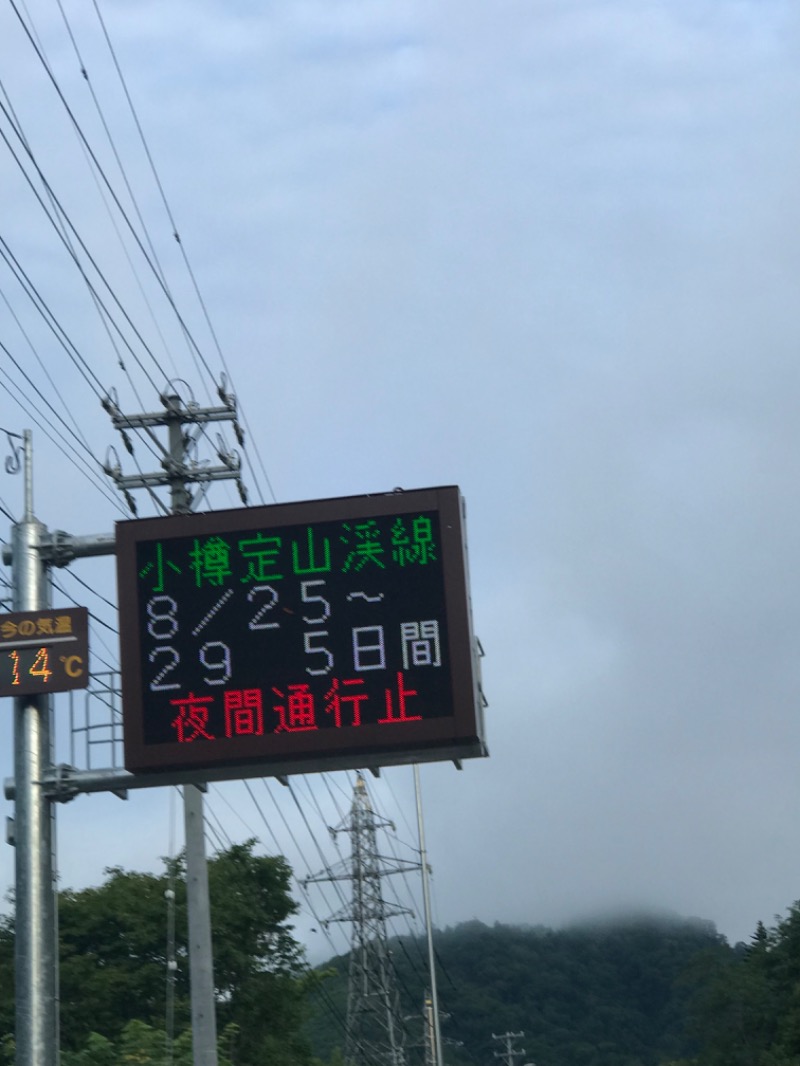 小樽定山渓線
8/25~
29 5日間
夜間通行止
今の気温
14℃